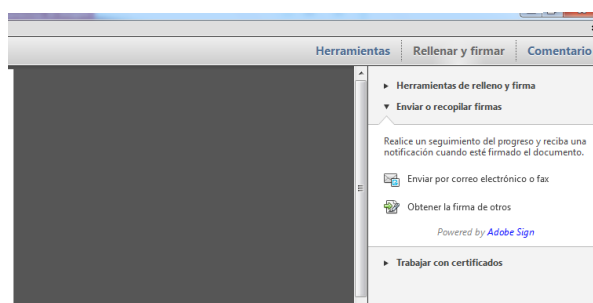 Herramientas Rellenar y firmar Comentario
Herramientas de relleno y firma
Enviar o recopilar firmas
Realice un seguimiento del progreso y reciba una
notificación cuando esté firmado el documento.
Enviar por correo electrónico o fax
Obtener la firma de otros
Powered by Adobe Sign
Trabajar con certificados